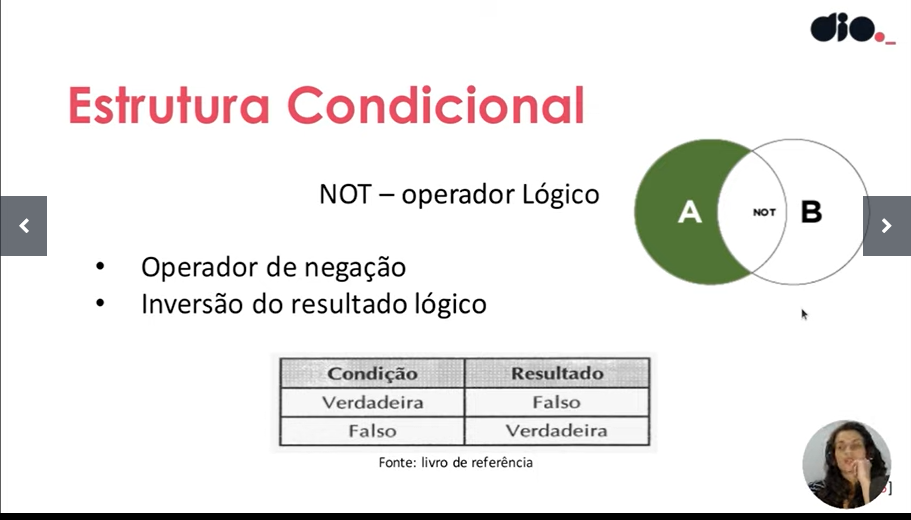 dio._
Estrutura Condicional
NOT – operador Lógico
A
NOT
B
• Operador de negação
• Inversão do resultado lógico
Condição Resultado
Verdadeira Falso
Falso Verdadeira
Fonte: livro de referência
]